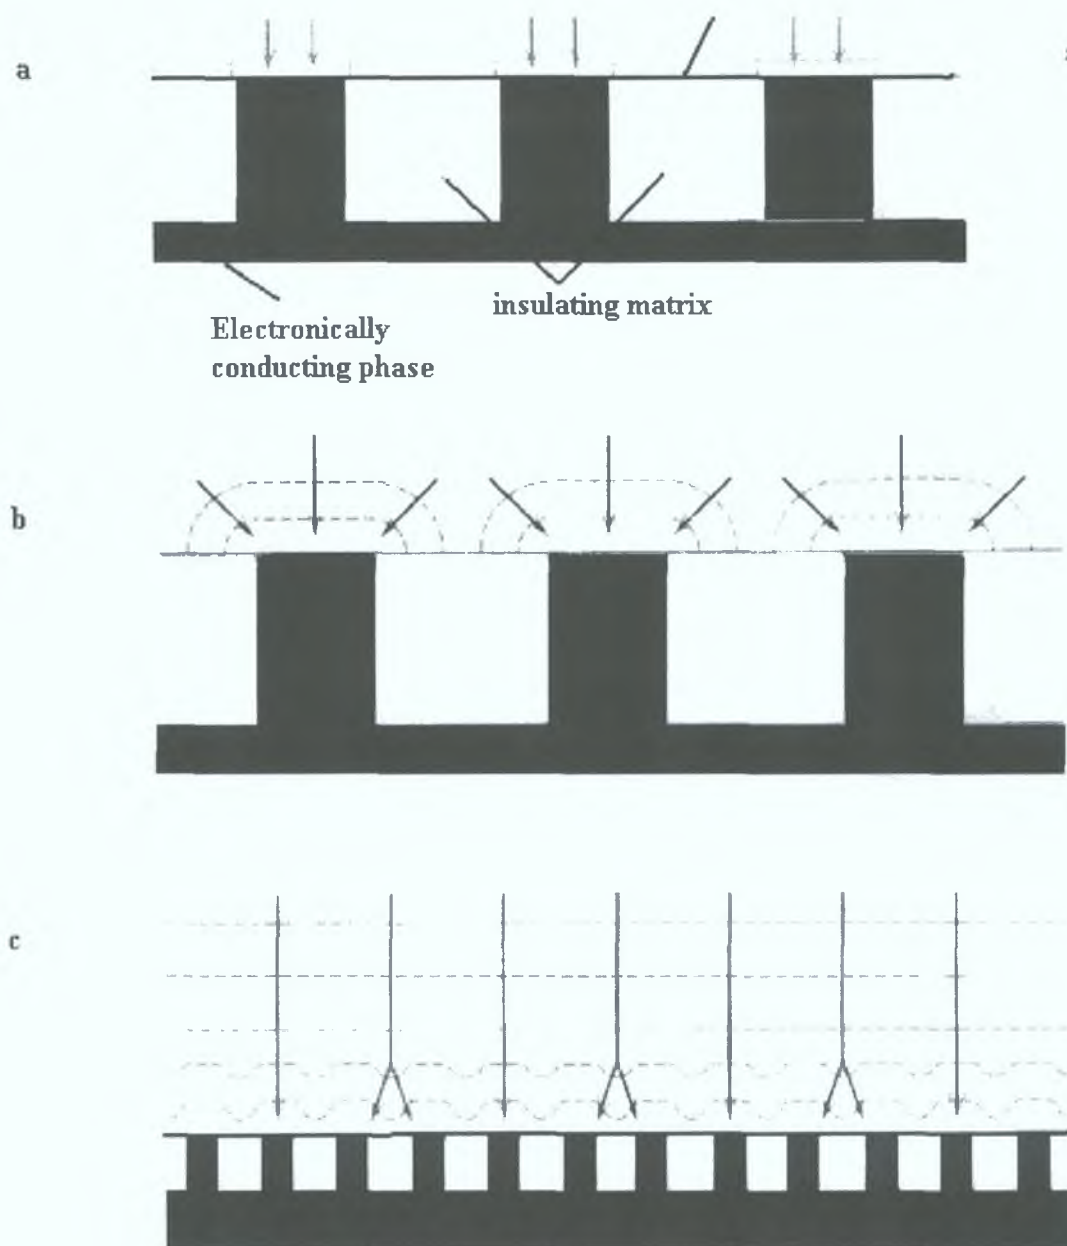 a
insulating matrix
Electronically
conducting phase
b
c